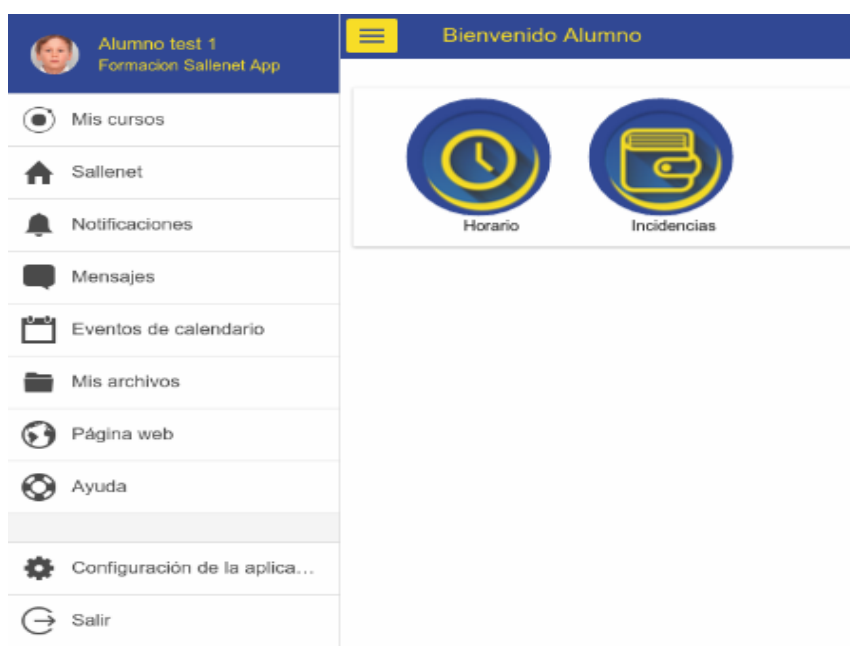 Alumno test 1
Formacion Sallenet App
Mis cursos
Sallenet
Notificaciones
Mensajes
Eventos de calendario
Mis archivos
Página web
Ayuda
Configuración de la aplica...
Salir
Bienvenido Alumno
Horario
Incidencias